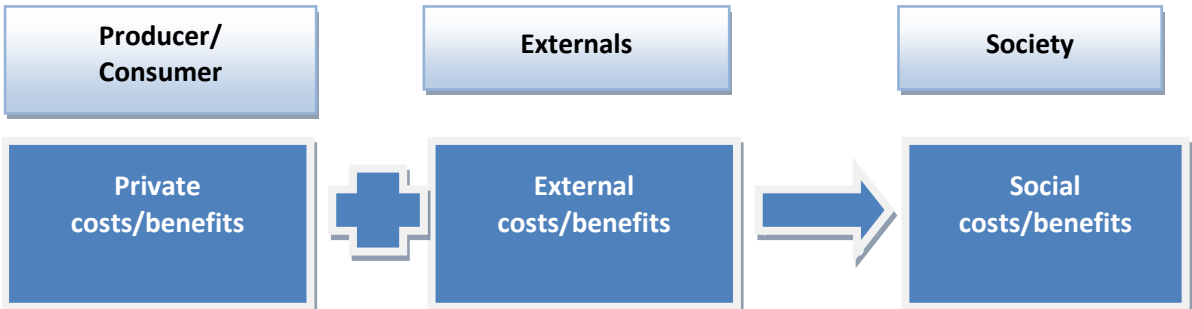 Producer/
Consumer
Externals
Society
Private
costs/benefits
External
costs/benefits
Social
costs/benefits